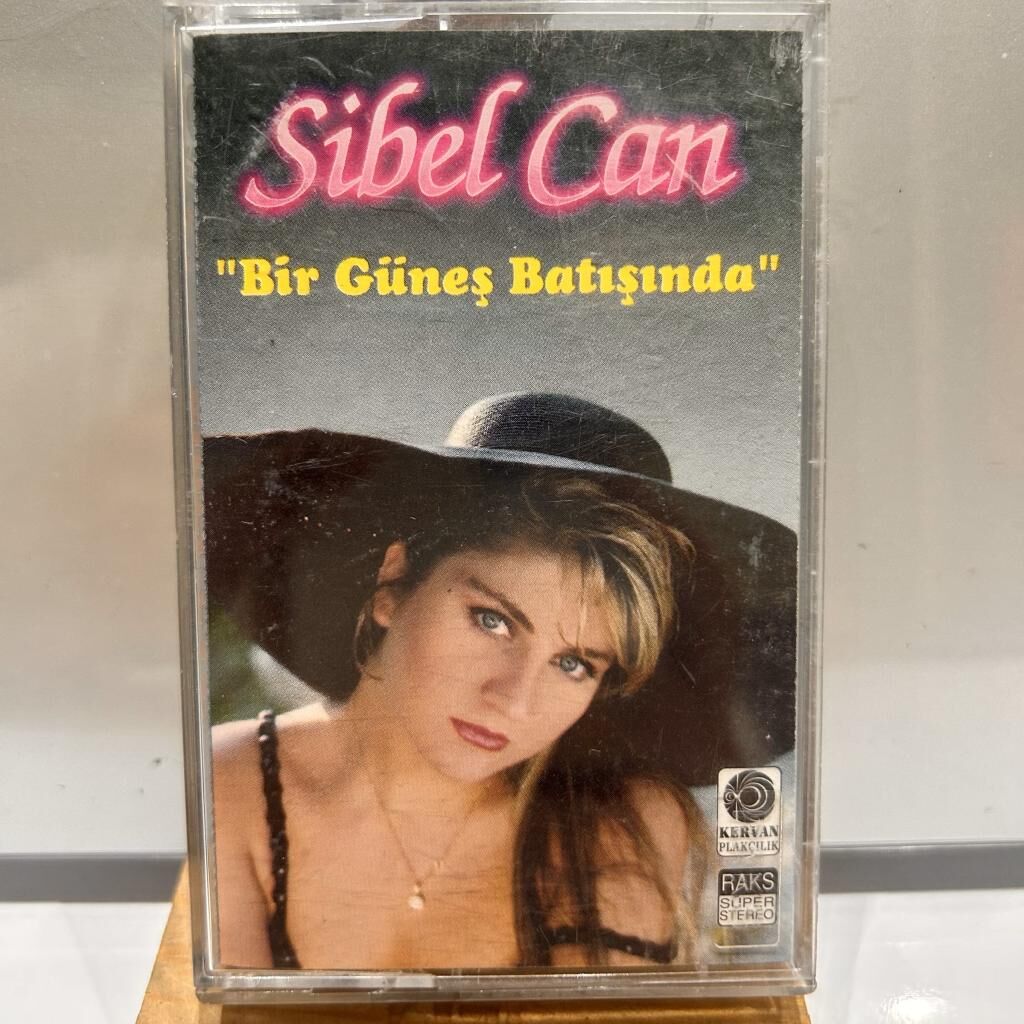 Sibel Can
"Bir Güneş Batışında"
KERVAN
PLAKÇILIK
RAKS
SÜPER
STEREO